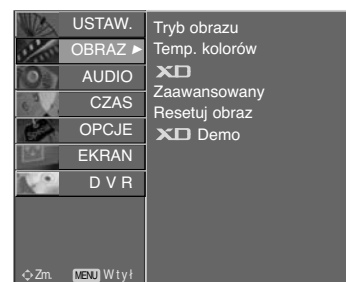 USTAW.
OBRAZ ►
AUDIO
CZAS
OPCJE
EKRAN
D V R
Tryb obrazu
Temp. kolorów
XD
Zaawansowany
Resetuj obraz
XD Demo
Zm. MENU Wtył